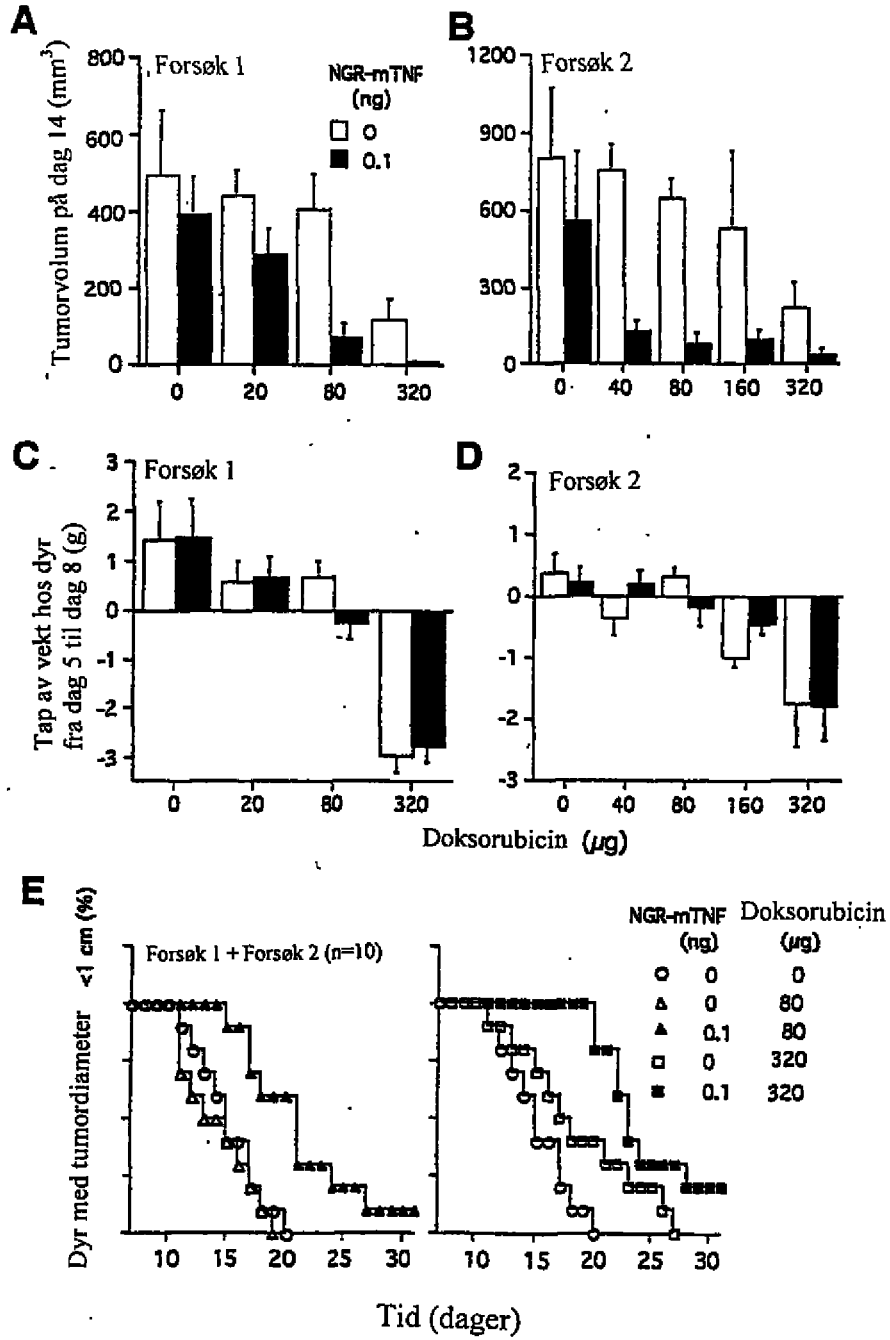 A
B
800
600
400
200
0
Tumorvolum på dag 14 (mm³)
Forsøk 1
NGR-mTNF
(ng)
0
0.1
0 20 80 320
1200
900
600
300
0
Forsøk 2
0 40 80 160 320
C
D
3
2
1
0
-1
-2
-3
Tap av vekt hos dyr
fra dag 5 til dag 8 (g)
Forsøk 1
0 20 80 320
2
1
0
-1
-2
-3
Forsøk 2
0 40 80 160 320
Doksorubicin (µg)
E
Dyr med tumordiameter <1 cm (%)
Forsøk 1 + Forsøk 2 (n=10)
NGR-mTNF Doksorubicin
(ng) (µg)
0 0
0 80
0.1 80
0 320
0.1 320
10 15 20 25 30
10 15 20 25 30
Tid (dager)